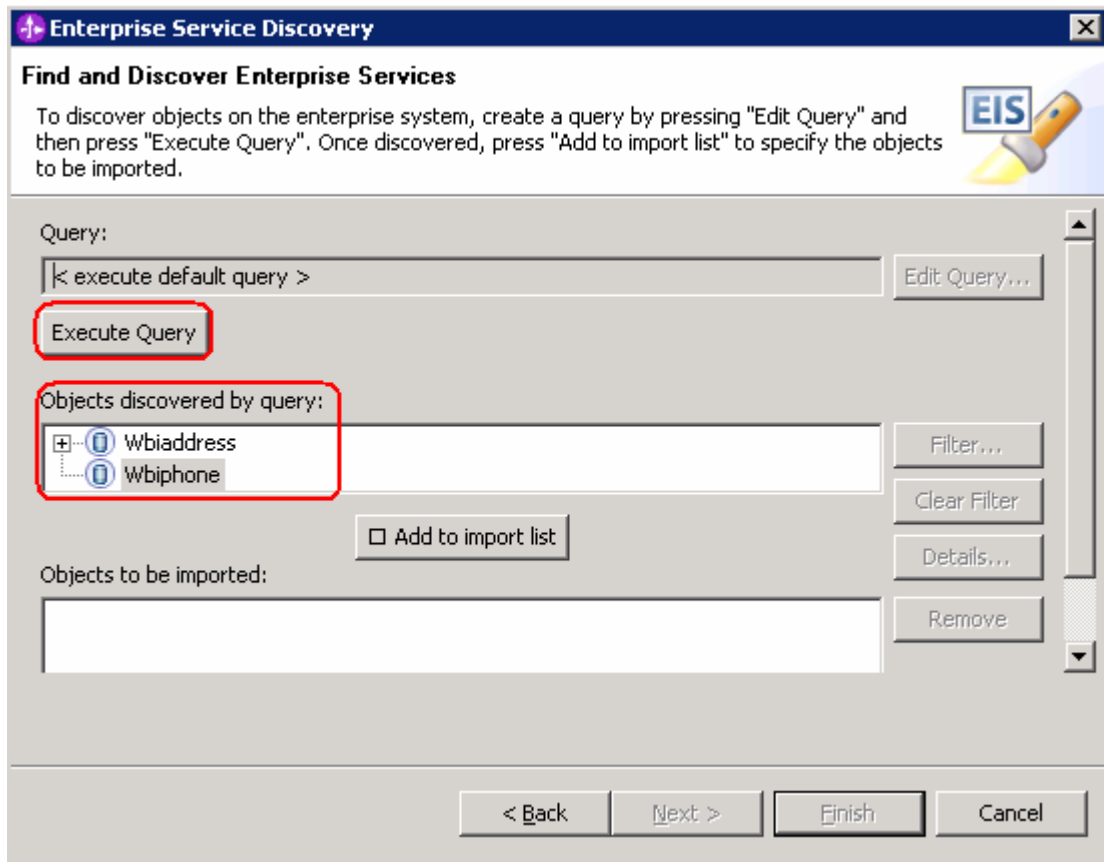 Enterprise Service Discovery
Find and Discover Enterprise Services
To discover objects on the enterprise system, create a query by pressing "Edit Query" and
then press "Execute Query". Once discovered, press "Add to import list" to specify the objects
to be imported.
EIS
Query:
< execute default query >
Edit Query...
Execute Query
Objects discovered by query:
Wbiaddress
Wbiphone
Filter...
Clear Filter
Add to import list
Details...
Objects to be imported:
Remove
< Back
Next >
Finish
Cancel